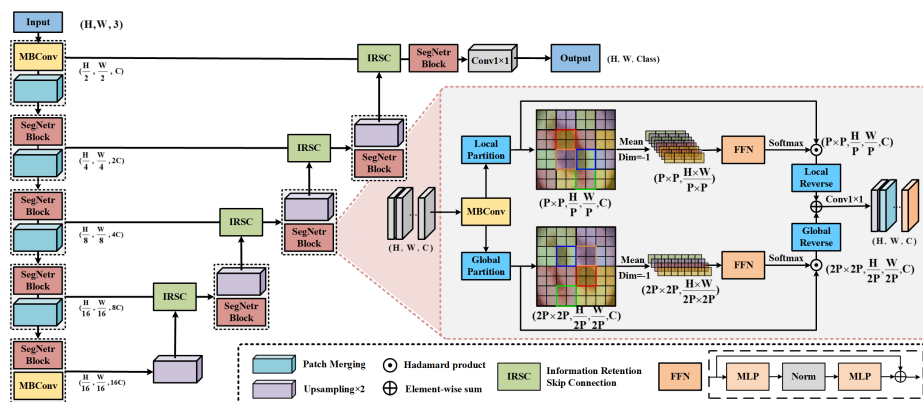 Input
(H,W,3)
MBConv
(H/2, W/2, C)
IRSC
SegNetr
Block
Conv1×1
Output
(H, W, Class)
SegNetr
Block
(H/4, W/4, 2C)
IRSC
SegNetr
Block
SegNetr
Block
(H/8, W/8, 4C)
IRSC
SegNetr
Block
SegNetr
Block
(H/16, W/16, 8C)
IRSC
SegNetr
Block
SegNetr
Block
MBConv
(H/16, W/16, 16C)
(H, W, C)
MBConv
Local
Partition
(P×P, H/P, W/P, C)
Mean
Dim=-1
(P×P, H×W/P×P)
FFN
Softmax
(P×P, H/P, W/P, C)
Local
Reverse
Conv1×1
(H, W, C)
Global
Reverse
Global
Partition
(2P×2P, H/2P, W/2P, C)
Mean
Dim=-1
(2P×2P, H×W/2P×2P)
FFN
Softmax
(2P×2P, H/2P, W/2P, C)
Patch Merging
Upsampling×2
Hadamard product
Element-wise sum
IRSC
Information Retention
Skip Connection
FFN
MLP
Norm
MLP